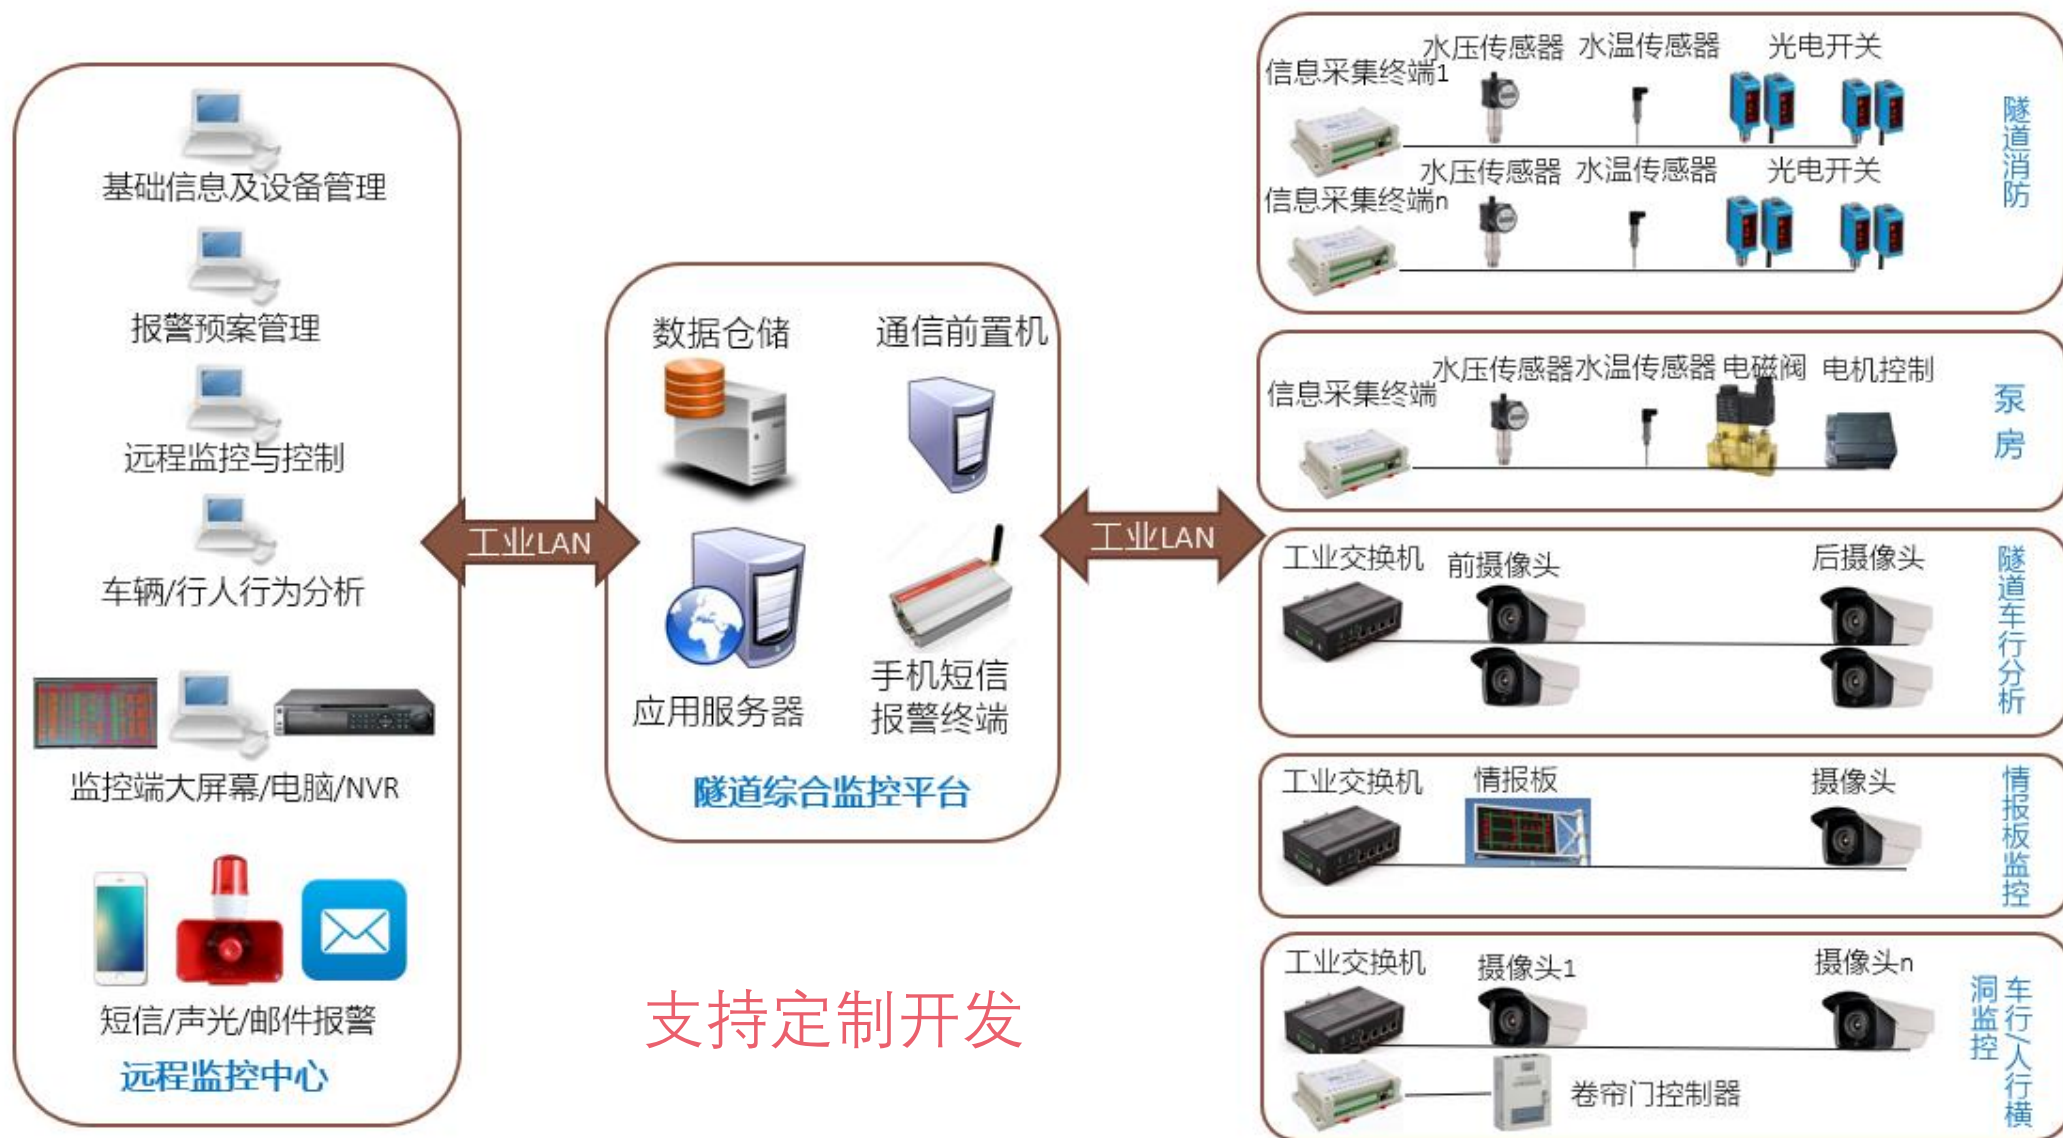 基础信息及设备管理
报警预案管理
远程监控与控制
车辆/行人行为分析
监控端大屏幕/电脑/NVR
短信/声光/邮件报警
远程监控中心
工业LAN
数据仓储
通信前置机
应用服务器
手机短信
报警终端
隧道综合监控平台
工业LAN
支持定制开发
信息采集终端1
水压传感器
水温传感器
光电开关
信息采集终端n
水压传感器
水温传感器
光电开关
隧道消防
信息采集终端
水压传感器
水温传感器
电磁阀
电机控制
泵房
工业交换机
前摄像头
后摄像头
隧道车行分析
工业交换机
情报板
摄像头
情报板监控
工业交换机
摄像头1
摄像头n
卷帘门控制器
车行/人行横
洞监控